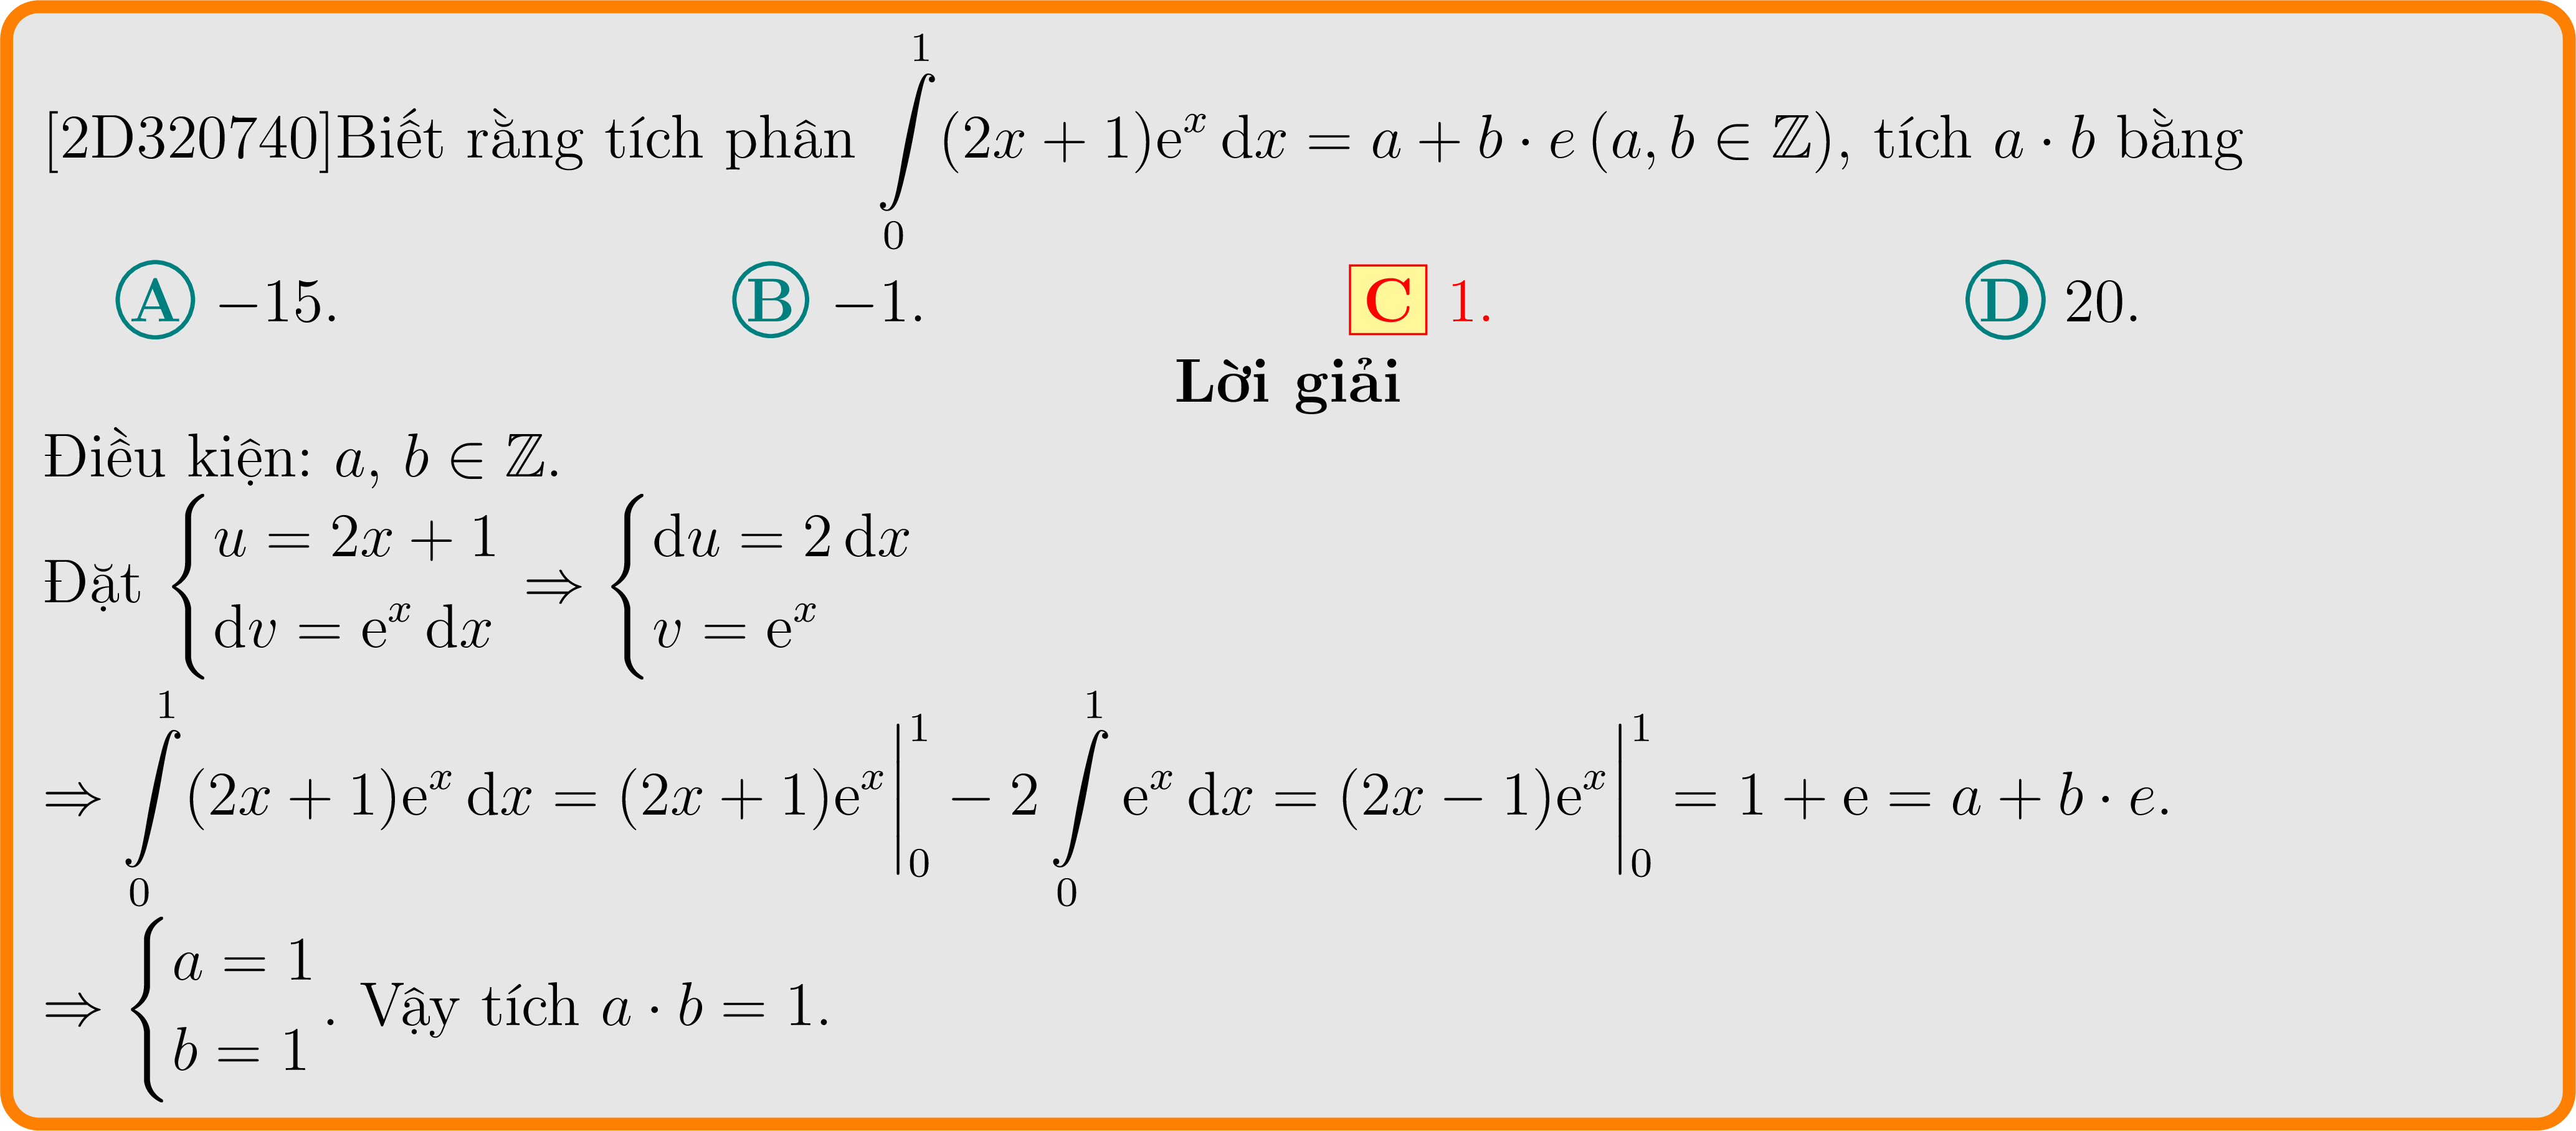 [2D320740]Biết rằng tích phân $\int\limits_0^1 (2x+1)\mathrm{e}^x \,\mathrm{d}x = a + b \cdot e \,(a, b \in \mathbb{Z})$, tích $a \cdot b$ bằng
A −15. B −1. C 1. D 20.
Lời giải
Điều kiện: $a, b \in \mathbb{Z}$.
Đặt $\begin{cases} u = 2x + 1 \\ \mathrm{d}v = \mathrm{e}^x \,\mathrm{d}x \end{cases} \Rightarrow \begin{cases} \mathrm{d}u = 2\,\mathrm{d}x \\ v = \mathrm{e}^x \end{cases}$
$\Rightarrow \int\limits_0^1 (2x+1)\mathrm{e}^x \,\mathrm{d}x = (2x+1)\mathrm{e}^x \Big|_0^1 - 2\int\limits_0^1 \mathrm{e}^x \,\mathrm{d}x = (2x-1)\mathrm{e}^x \Big|_0^1 = 1 + \mathrm{e} = a + b \cdot e.$
$\Rightarrow \begin{cases} a = 1 \\ b = 1 \end{cases}$. Vậy tích $a \cdot b = 1$.